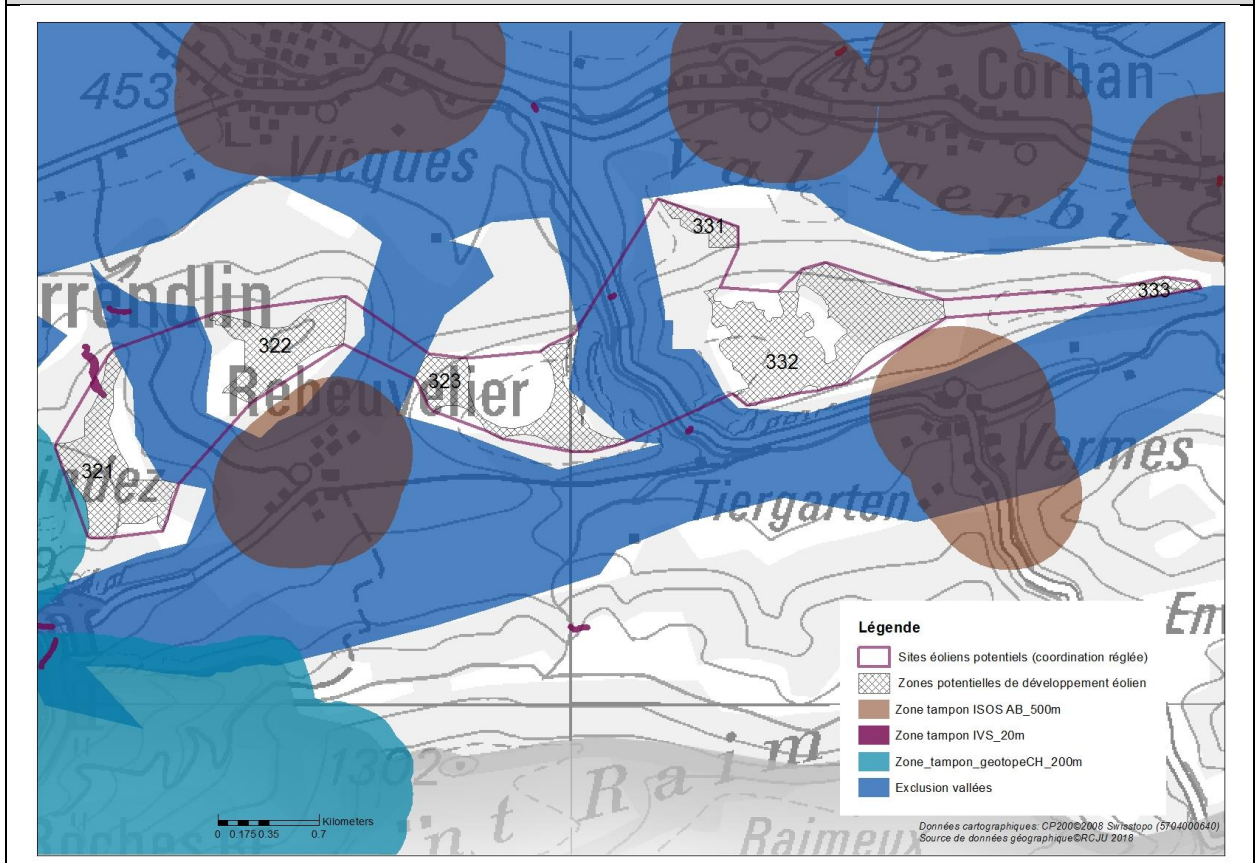 453
493
Corban
Vicques
Val Terbi
331
rrendlin
333
322
332
323
Rebeuvelier
321
Vermes
Tiergarten
Légende
Sites éoliens potentiels (coordination réglée)
Zones potentielles de développement éolien
Zone tampon ISOS AB_500m
Zone tampon IVS_20m
Zone_tampon_geotopeCH_200m
Exclusion vallées
Env
1302
nt Raim
Kilometers
0 0.175 0.35 0.7
Roches
Raimeux
Données cartographiques: CP200©2008 Swisstopo (5704000640)
Source de données géographique©RCJU 2018